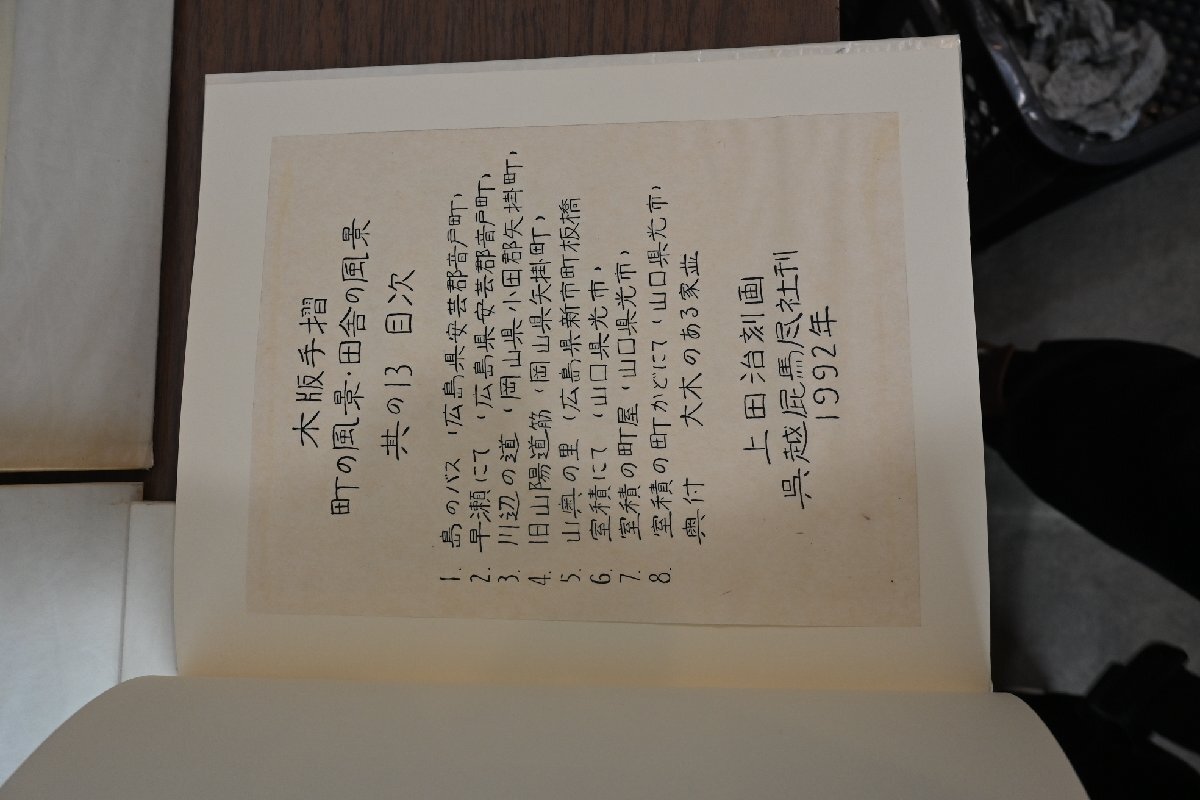 木版手摺
町の風景・田舎の風景
其の13 目次
1. 島のバス (広島県安芸郡音戸町)
2. 早瀬にて (広島県安芸郡音戸町)
3. 川辺の道 (岡山県小田郡矢掛町)
4. 旧山陽道筋 (岡山県矢掛町)
5. 山奥の里 (広島県新市町板橋
6. 室積にて (山口県光市)
7. 室積の町屋 (山口県光市)
8. 室積の町かどにて (山口県光市)
奥付 大木のある家並
上田治刻画
呉越屁馬尽社刊
1992年